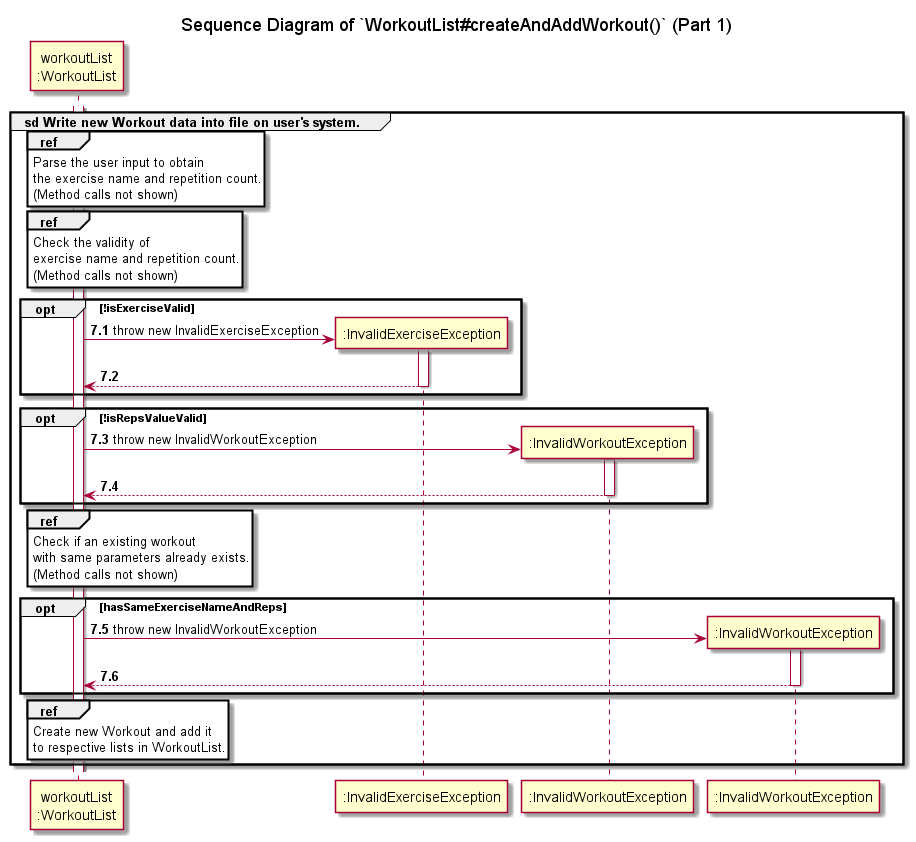 Sequence Diagram of `WorkoutList#createAndAddWorkout()` (Part 1)
workoutList
:WorkoutList
sd Write new Workout data into file on user's system.
ref
Parse the user input to obtain
the exercise name and repetition count.
(Method calls not shown)
ref
Check the validity of
exercise name and repetition count.
(Method calls not shown)
opt [!isExerciseValid]
7.1 throw new InvalidExerciseException
:InvalidExerciseException
7.2
opt [!isRepsValueValid]
7.3 throw new InvalidWorkoutException
:InvalidWorkoutException
7.4
ref
Check if an existing workout
with same parameters already exists.
(Method calls not shown)
opt [hasSameExerciseNameAndReps]
7.5 throw new InvalidWorkoutException
:InvalidWorkoutException
7.6
ref
Create new Workout and add it
to respective lists in WorkoutList.
workoutList
:WorkoutList
:InvalidExerciseException
:InvalidWorkoutException
:InvalidWorkoutException